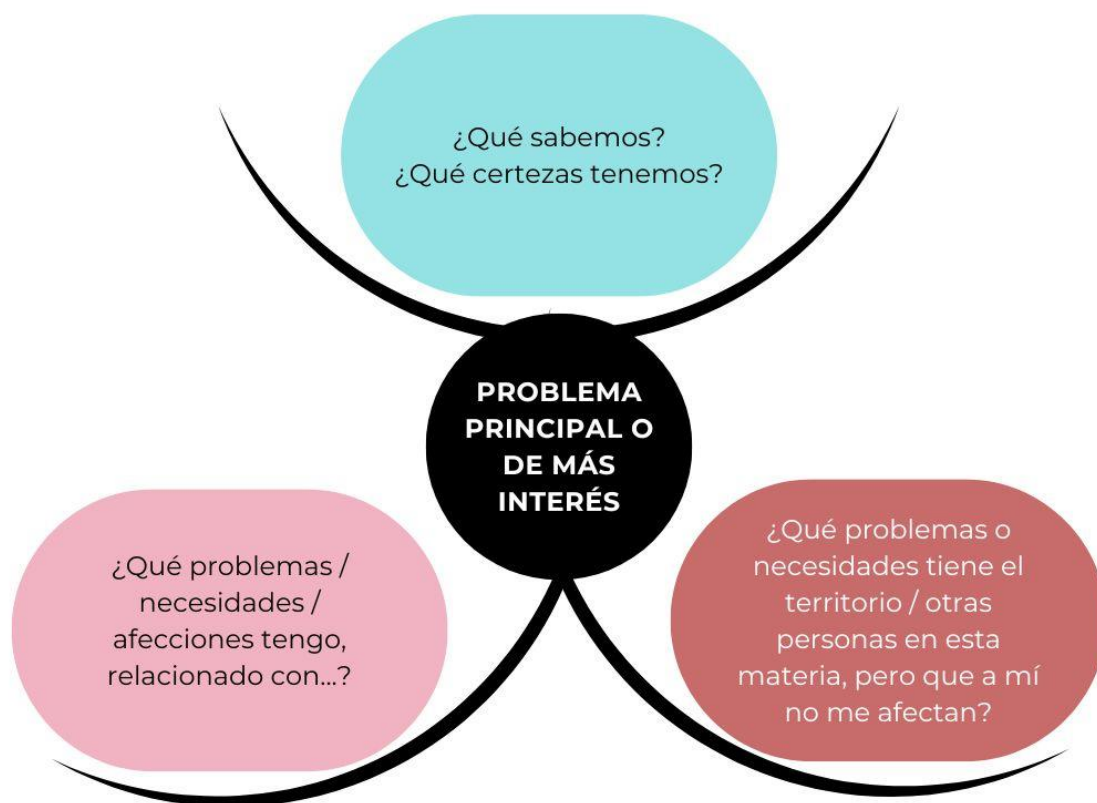 ¿Qué sabemos?
¿Qué certezas tenemos?
PROBLEMA
PRINCIPAL O
DE MÁS
INTERÉS
¿Qué problemas /
necesidades /
afecciones tengo,
relacionado con...?
¿Qué problemas o
necesidades tiene el
territorio / otras
personas en esta
materia, pero que a mí
no me afectan?